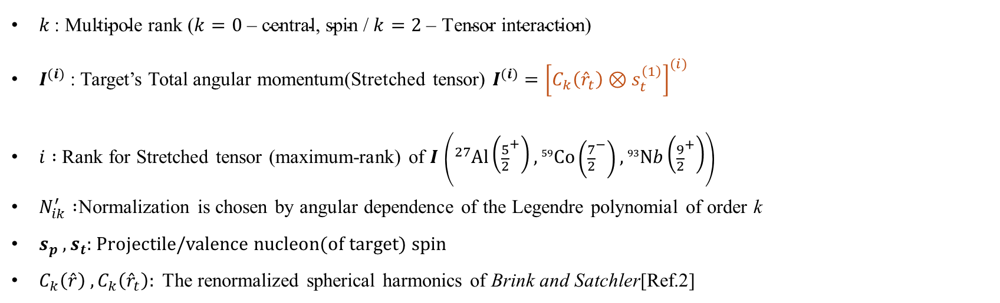 • k : Multipole rank (k = 0 – central, spin / k = 2 – Tensor interaction)
• I⁽ⁱ⁾ : Target’s Total angular momentum(Stretched tensor) I⁽ⁱ⁾ = [C_k(r̂_t) ⊗ s_t⁽¹⁾]⁽ⁱ⁾
• i : Rank for Stretched tensor (maximum-rank) of I (²⁷Al(5/2⁺), ⁵⁹Co(7/2⁻), ⁹³Nb(9/2⁺))
• N′_ik :Normalization is chosen by angular dependence of the Legendre polynomial of order k
• s_p , s_t: Projectile/valence nucleon(of target) spin
• C_k(r̂) , C_k(r̂_t): The renormalized spherical harmonics of Brink and Satchler[Ref.2]